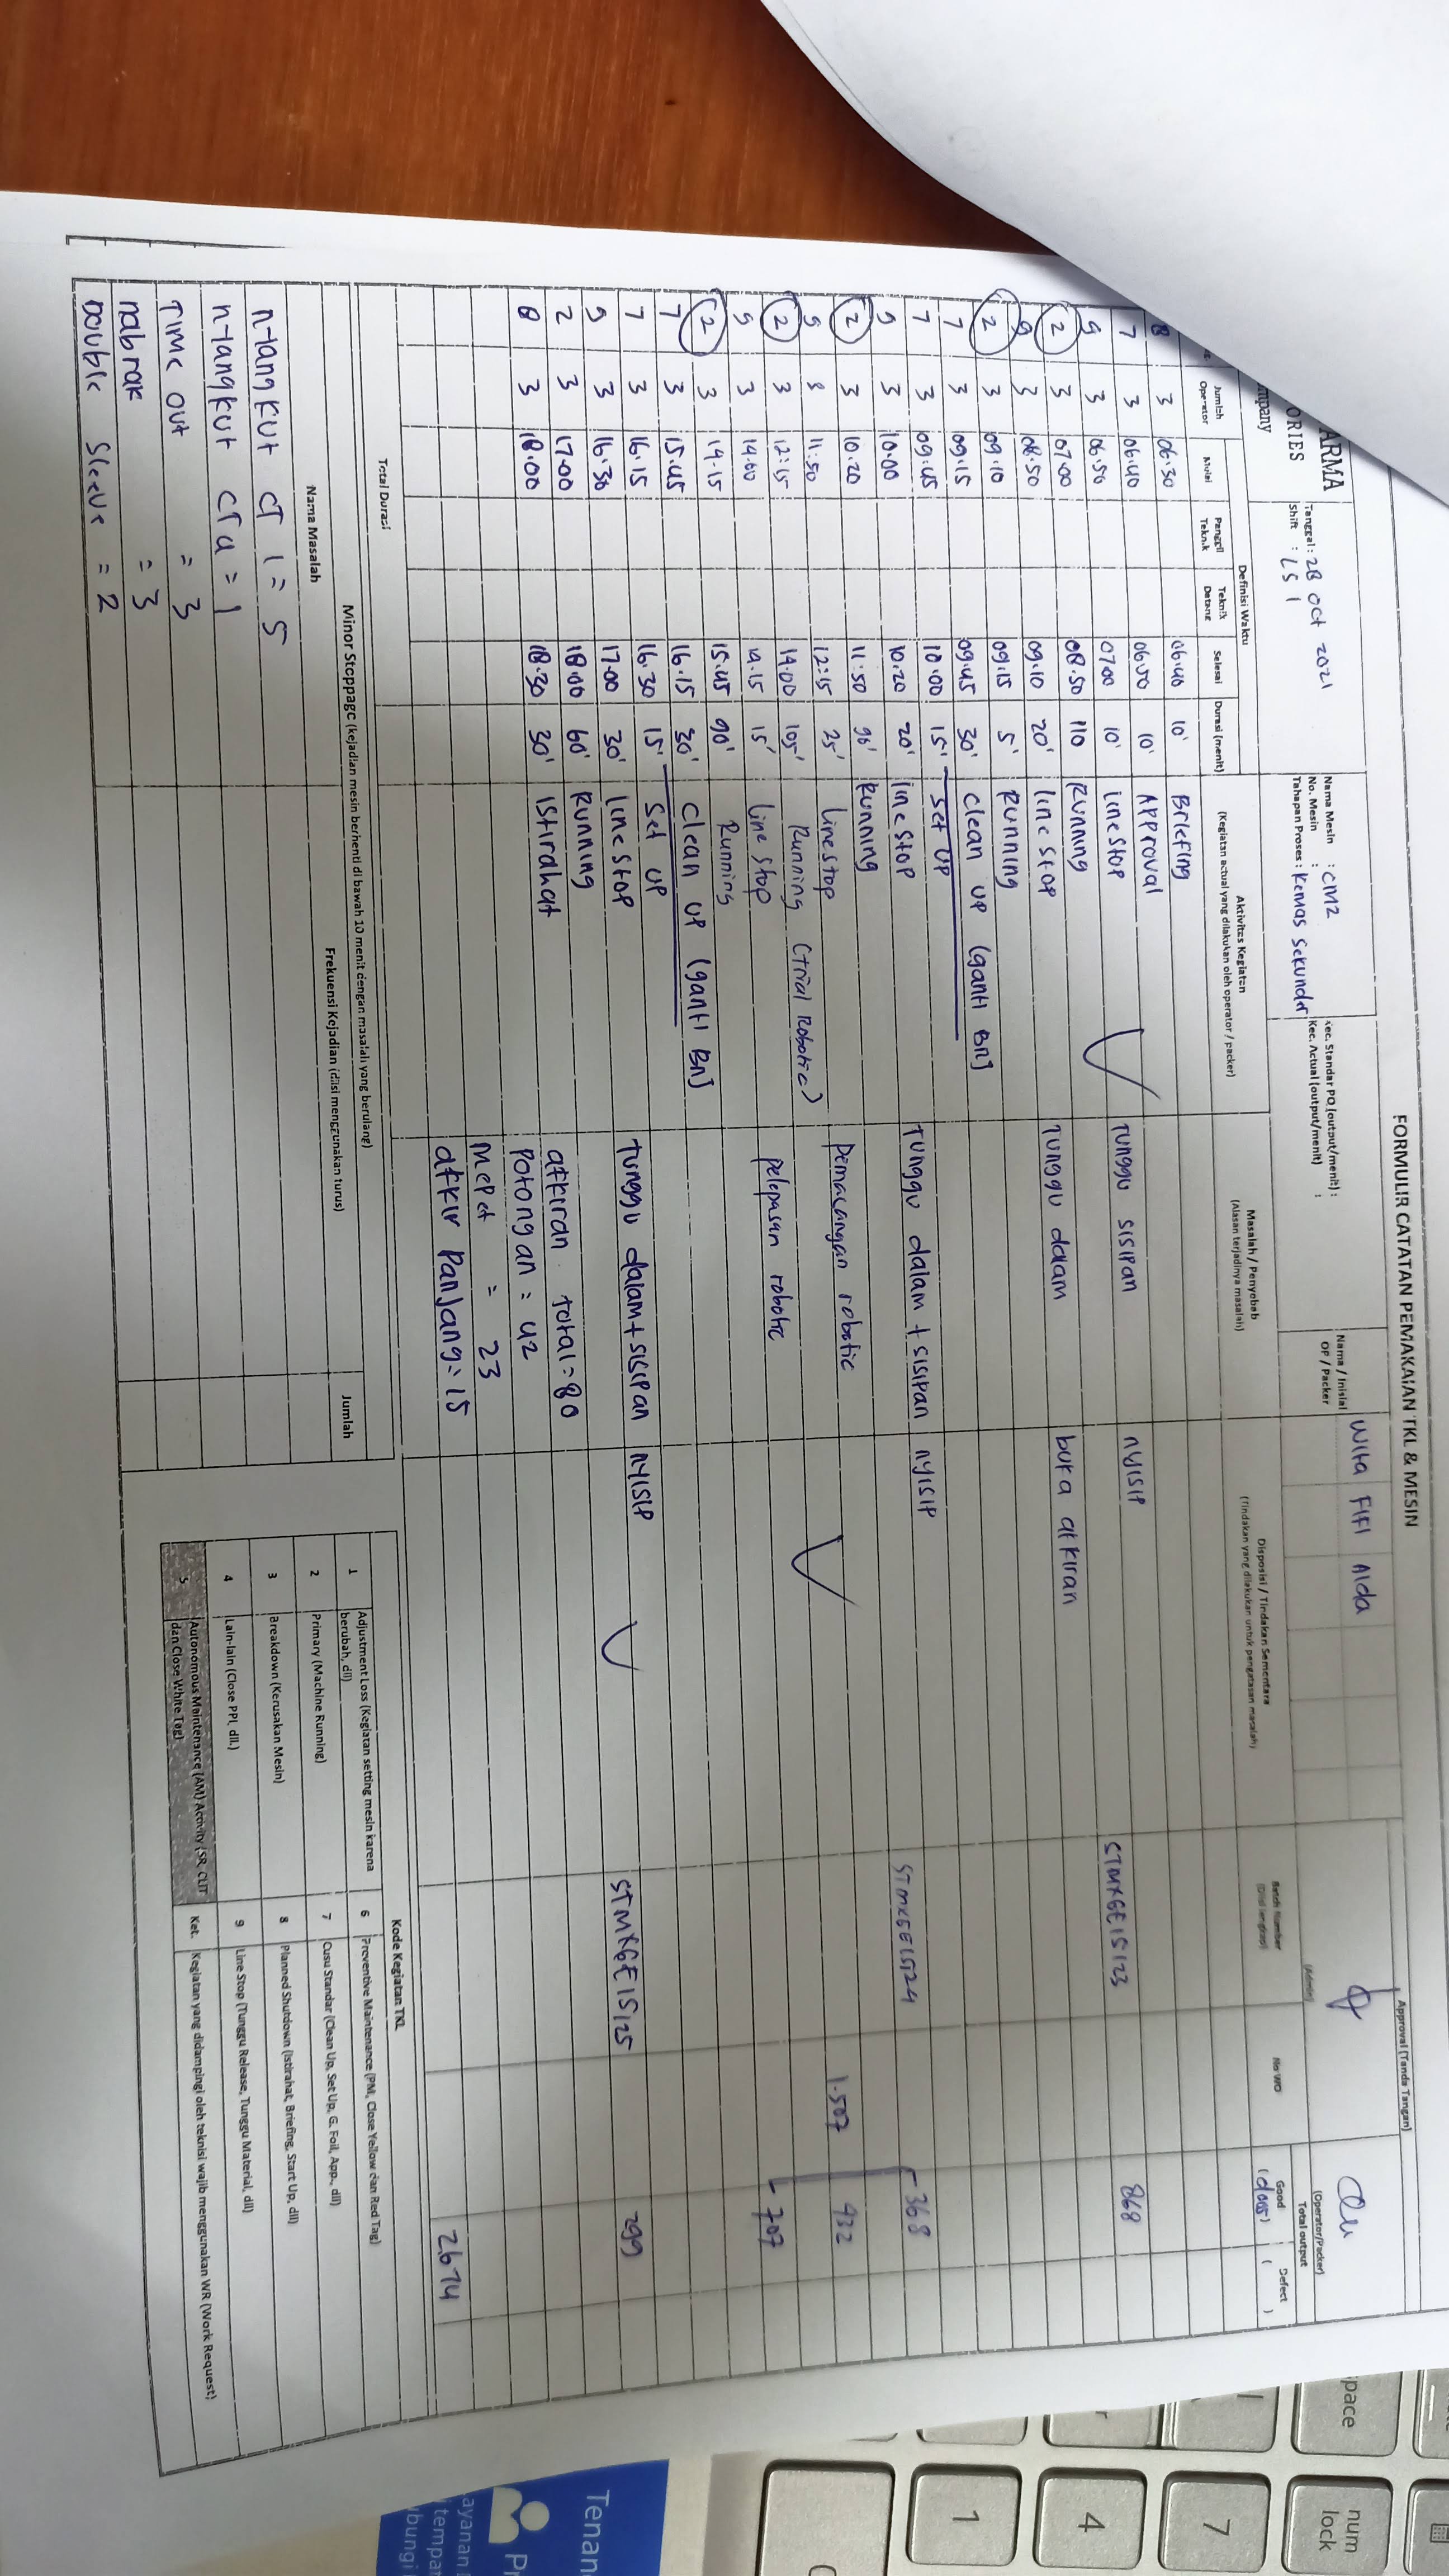 FORMULIR CATATAN PEMAKAIAN TKL & MESIN
Approval (Tanda Tangan)
ARMA
ORIES
mpany
Tanggal : 28 Oct 2021
Shift : LS 1
Nama Mesin : CM2
No. Mesin :
Tahapan Proses : Kemas Sekunder
Kec. Standar PO (output/menit) :
Kec. Actual (output/menit) :
Nama / Inisial OP / Packer
Wita FIFI Alda
(Admin)
(Operator/Packer)
Jumlah Operator
Definisi Waktu
Mulai Panggil Teknik Teknik Datang Selesai Durasi (menit)
Aktivitas Kegiatan
(Kegiatan actual yang dilakukan oleh operator / packer)
Masalah / Penyebab
(Alasan terjadinya masalah)
Disposisi / Tindakan Sementara
(Tindakan yang dilakukan untuk pengatasan masalah)
Batch Number
(Diisi lengkap)
No WO
Total output
Good (dus) Defect ( )
8 3 06.30 06.40 10' Briefing
7 3 06.40 06.50 10' Approval
9 3 06.50 07.00 10' linestop Tunggu sisipan nyisip
2 3 07.00 08.50 110 Running STMXGE15123 868
9 3 08.50 09.10 20' line stop Tunggu dalam buka afkiran
2 3 09.10 09.15 5' Running
7 3 09.15 09.45 30' Clean UP (ganti Bn)
7 3 09.45 10.00 15' Set UP
9 3 10.00 10.20 20' line stop Tunggu dalam + sisipan nyisip
2 3 10.20 11:50 90' Running 368
9 3 11:50 12:15 25' Linestop pemasangan robotic
2 3 12:15 14.00 105' Running (trial Robotic) 1.507 432
9 3 14.00 14.15 15' Line stop pelepasan robotic
2 3 14.15 15.45 90' Running 707
7 3 15.45 16.15 30' Clean UP (ganti Bn)
7 3 16.15 16.30 15' Set UP
9 3 16.30 17.00 30' line stop Tunggu dalam + sisipan nyisip
2 3 17.00 18.00 60' Running STMXGE15125 299
8 3 18.00 18.30 30' Istirahat
afkiran total = 80
Potongan = 42
mepet = 23
afkir Panjang = 15
2674
Total Durasi
Minor Stoppage (kejadian mesin berhenti di bawah 10 menit dengan masalah yang berulang)
Nama Masalah Frekuensi Kejadian (diisi menggunakan turus) Jumlah
nyangkut CT 1 = 5
nyangkut CT 4 = 1
Time out = 3
nabrak = 3
Double Sleeve = 2
Kode Kegiatan TKL
1 Adjustment Loss (Kegiatan setting mesin karena berubah, dll)
6 Preventive Maintenance (PM, Close Yellow dan Red Tag)
2 Primary (Machine Running)
7 Cusu Standar (Clean Up, Set Up, G. Foil, App., dll)
3 Breakdown (Kerusakan Mesin)
8 Planned Shutdown (Istirahat, Briefing, Start Up, dll)
4 Lain-lain (Close PPI, dll.)
9 Line Stop (Tunggu Release, Tunggu Material, dll)
5 Autonomous Maintenance (AM) Activity (SR, CLIT dan Close White Tag)
Ket. Kegiatan yang didampingi oleh teknisi wajib menggunakan WR (Work Request)
pace
num lock
7
4
1
Tenan
ayanan
tempat